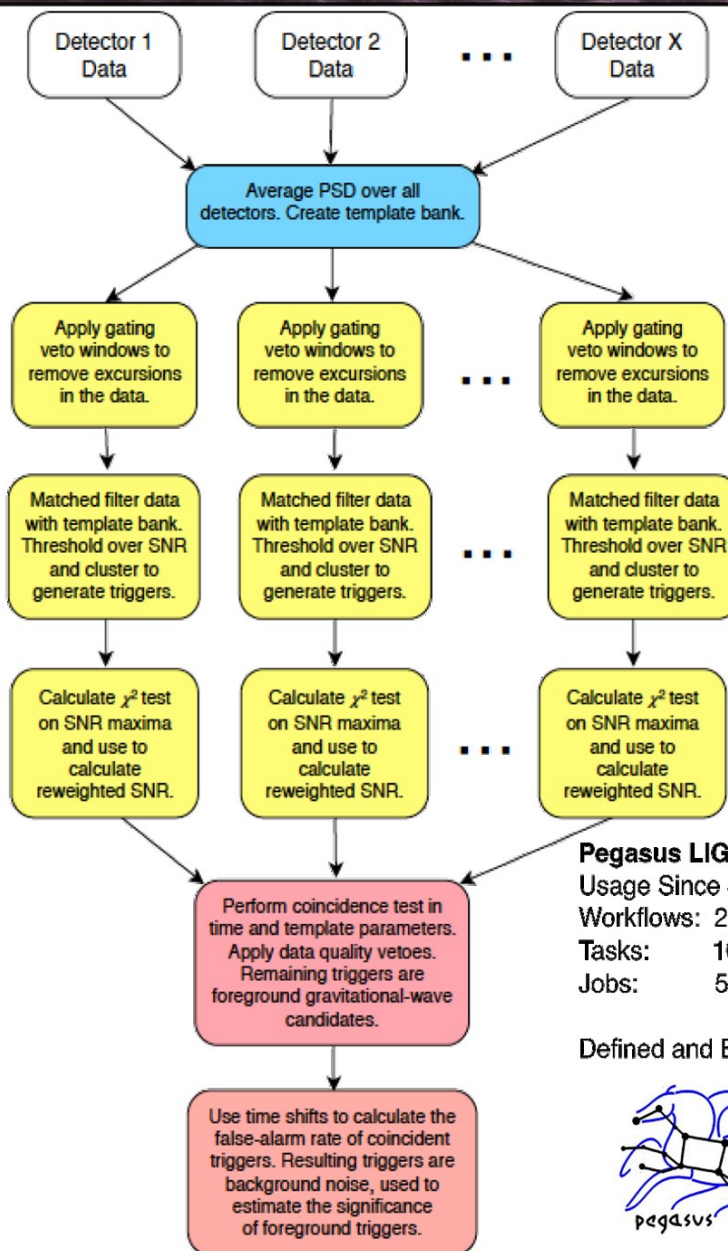 Detector 1
Data
Detector 2
Data
...
Detector X
Data
Average PSD over all
detectors. Create template bank.
Apply gating
veto windows to
remove excursions
in the data.
Apply gating
veto windows to
remove excursions
in the data.
...
Apply gating
veto windows to
remove excursions
in the data.
Matched filter data
with template bank.
Threshold over SNR
and cluster to
generate triggers.
Matched filter data
with template bank.
Threshold over SNR
and cluster to
generate triggers.
...
Matched filter data
with template bank.
Threshold over SNR
and cluster to
generate triggers.
Calculate χ² test
on SNR maxima
and use to
calculate
reweighted SNR.
Calculate χ² test
on SNR maxima
and use to
calculate
reweighted SNR.
...
Calculate χ² test
on SNR maxima
and use to
calculate
reweighted SNR.
Perform coincidence test in
time and template parameters.
Apply data quality vetoes.
Remaining triggers are
foreground gravitational-wave
candidates.
Use time shifts to calculate the
false-alarm rate of coincident
triggers. Resulting triggers are
background noise, used to
estimate the significance
of foreground triggers.
Pegasus LIG
Usage Since
Workflows: 2
Tasks: 1
Jobs: 5
Defined and
pegasus